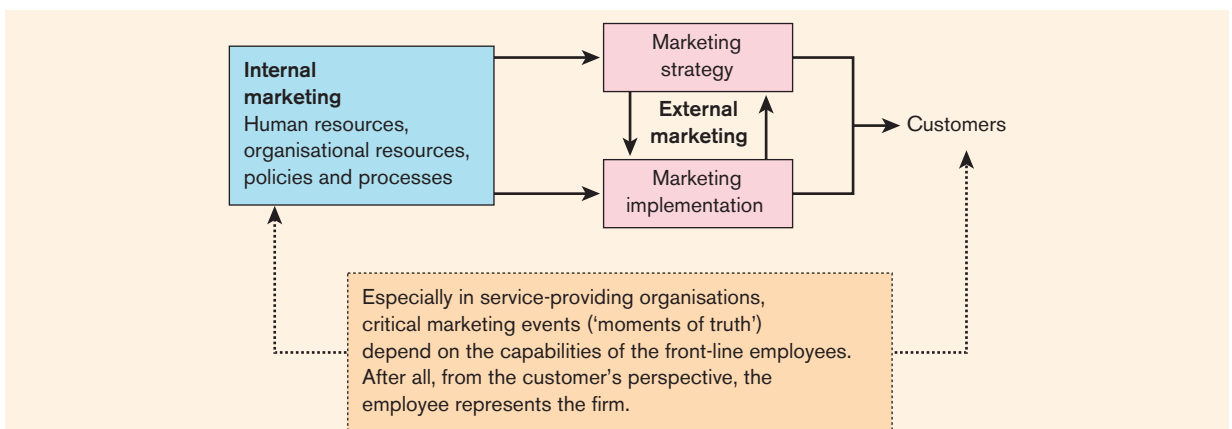 Internal
marketing
Human resources,
organisational resources,
policies and processes
Marketing
strategy
External
marketing
Marketing
implementation
Customers
Especially in service-providing organisations,
critical marketing events (‘moments of truth’)
depend on the capabilities of the front-line employees.
After all, from the customer’s perspective, the
employee represents the firm.